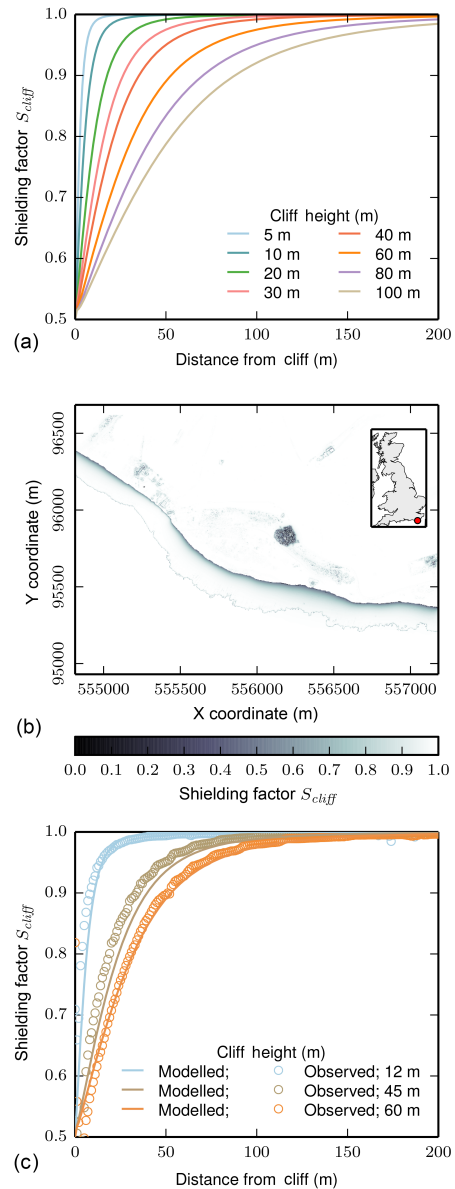 1.0
0.9
0.8
0.7
0.6
0.5
Shielding factor S_cliff
Cliff height (m)
5 m 40 m
10 m 60 m
20 m 80 m
30 m 100 m
0 50 100 150 200
Distance from cliff (m)
(a)
96500
96000
95500
95000
Y coordinate (m)
555000 555500 556000 556500 557000
X coordinate (m)
(b)
0.0 0.1 0.2 0.3 0.4 0.5 0.6 0.7 0.8 0.9 1.0
Shielding factor S_cliff
1.0
0.9
0.8
0.7
0.6
0.5
Shielding factor S_cliff
Cliff height (m)
Modelled; Observed; 12 m
Modelled; Observed; 45 m
Modelled; Observed; 60 m
0 50 100 150 200
Distance from cliff (m)
(c)